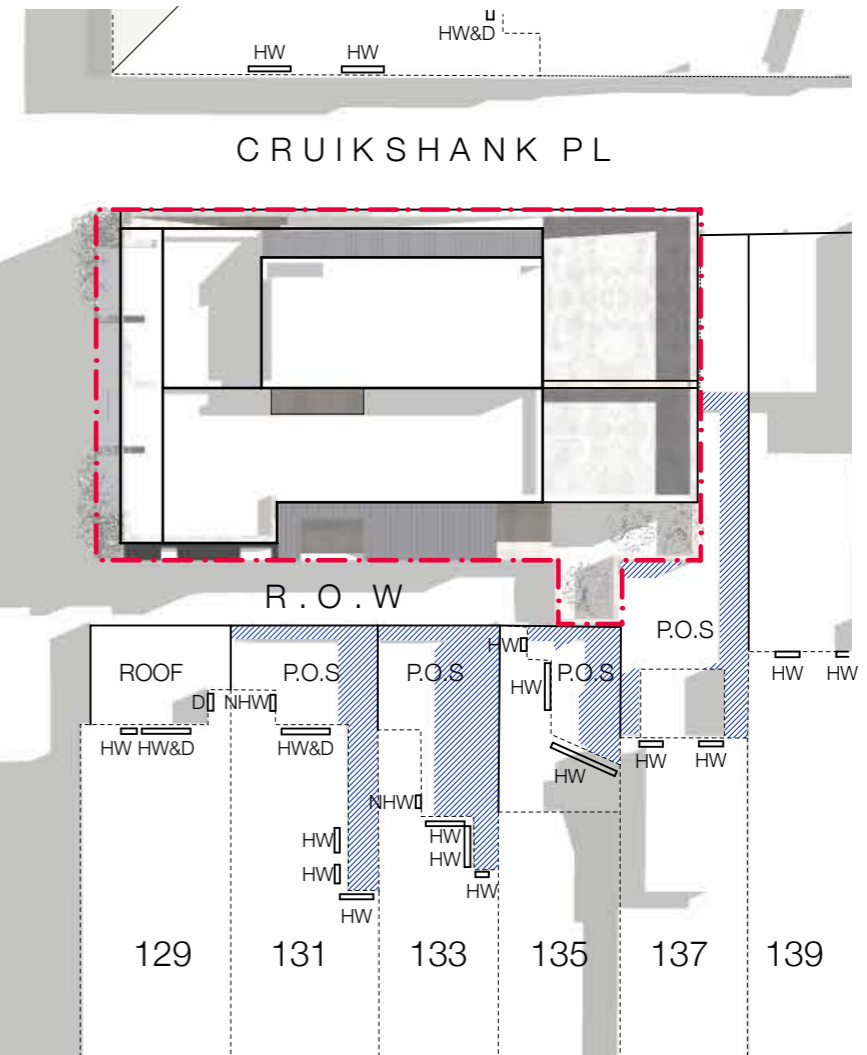 HW&D
HW HW
CRUIKSHANK PL
R.O.W
P.O.S
HW
ROOF P.O.S P.O.S P.O.S
HW HW
HW
D NHW
HW HW&D HW&D
HW HW
HW
NHW
HW HW
HW
HW HW
HW
129 131 133 135 137 139